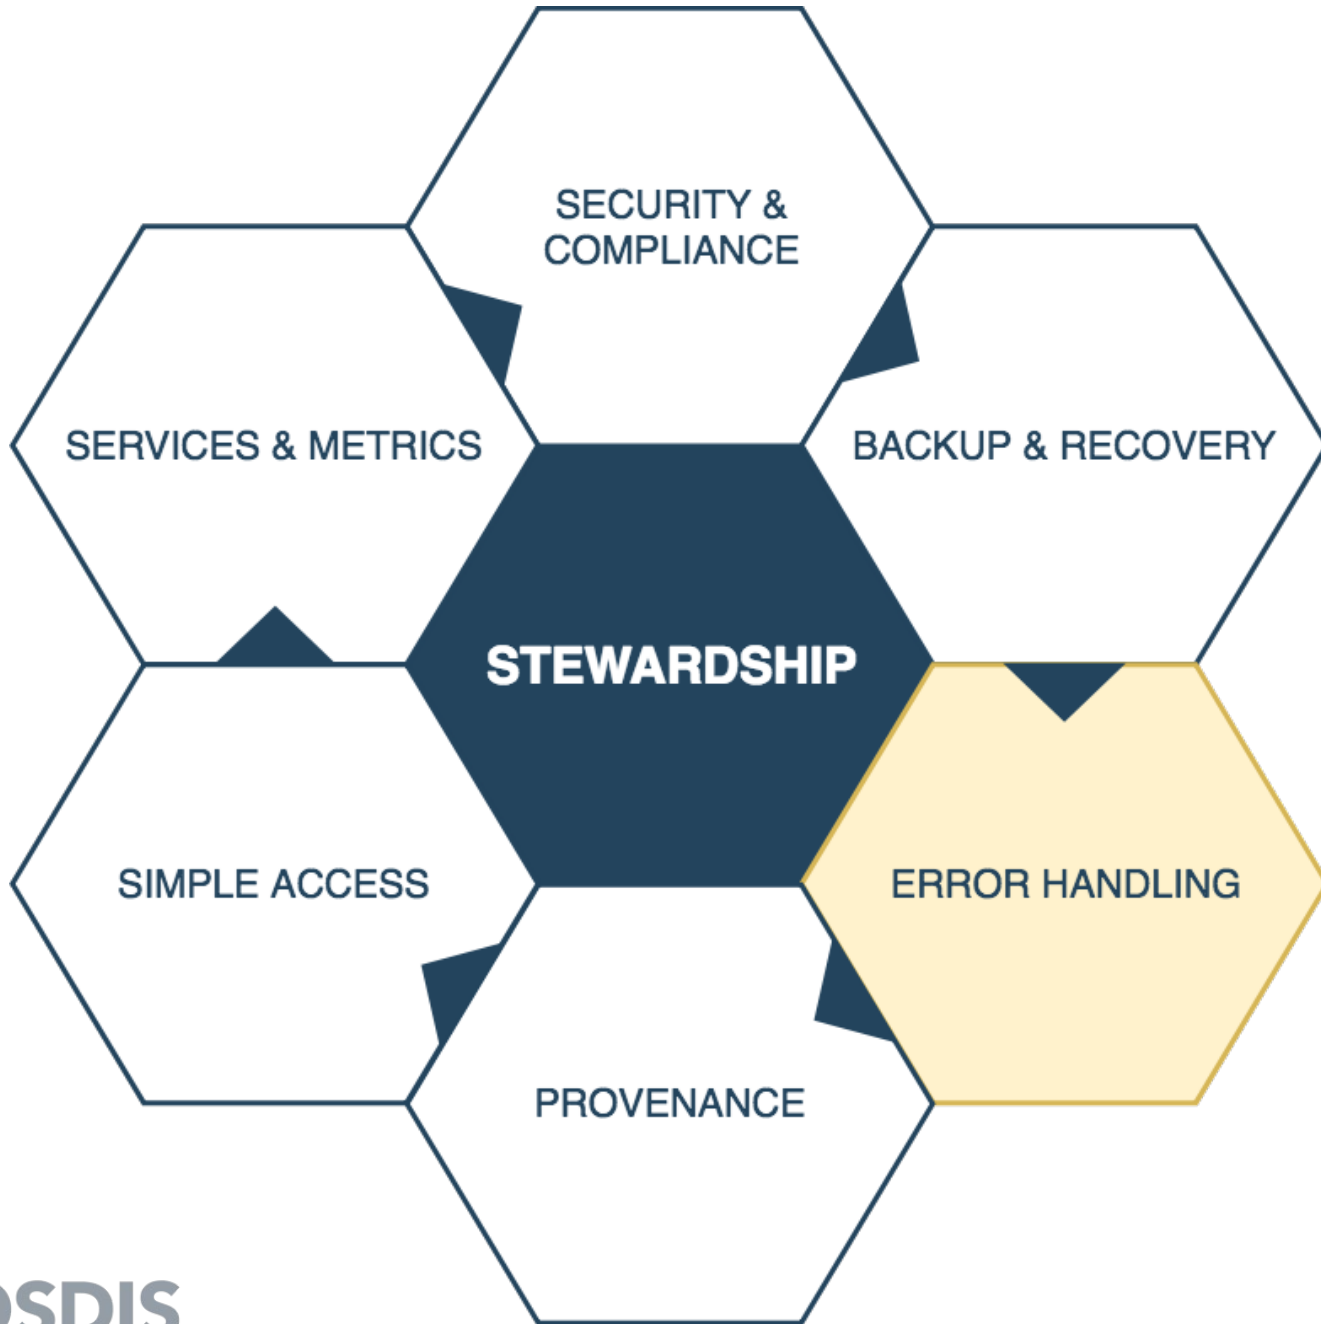 SECURITY &
COMPLIANCE
SERVICES & METRICS
BACKUP & RECOVERY
STEWARDSHIP
SIMPLE ACCESS
ERROR HANDLING
PROVENANCE